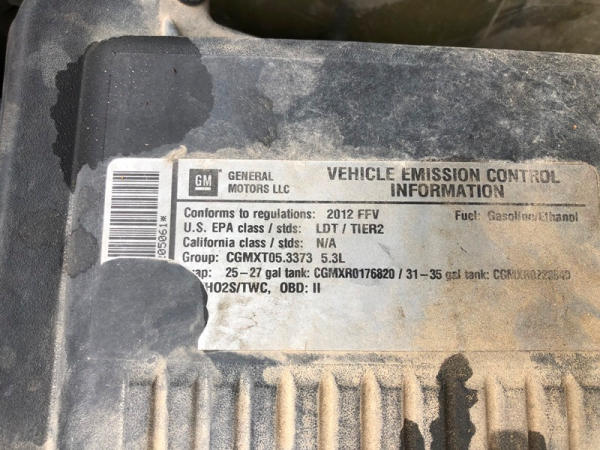 GM GENERAL MOTORS LLC
VEHICLE EMISSION CONTROL INFORMATION
Conforms to regulations: 2012 FFV Fuel: Gasoline/Ethanol
U.S. EPA class / stds: LDT / TIER2
California class / stds: N/A
Group: CGMXT05.3373 5.3L
ap: 25-27 gal tank: CGMXR0176820 / 31-35 gal tank:
HO2S/TWC, OBD: II
05061*